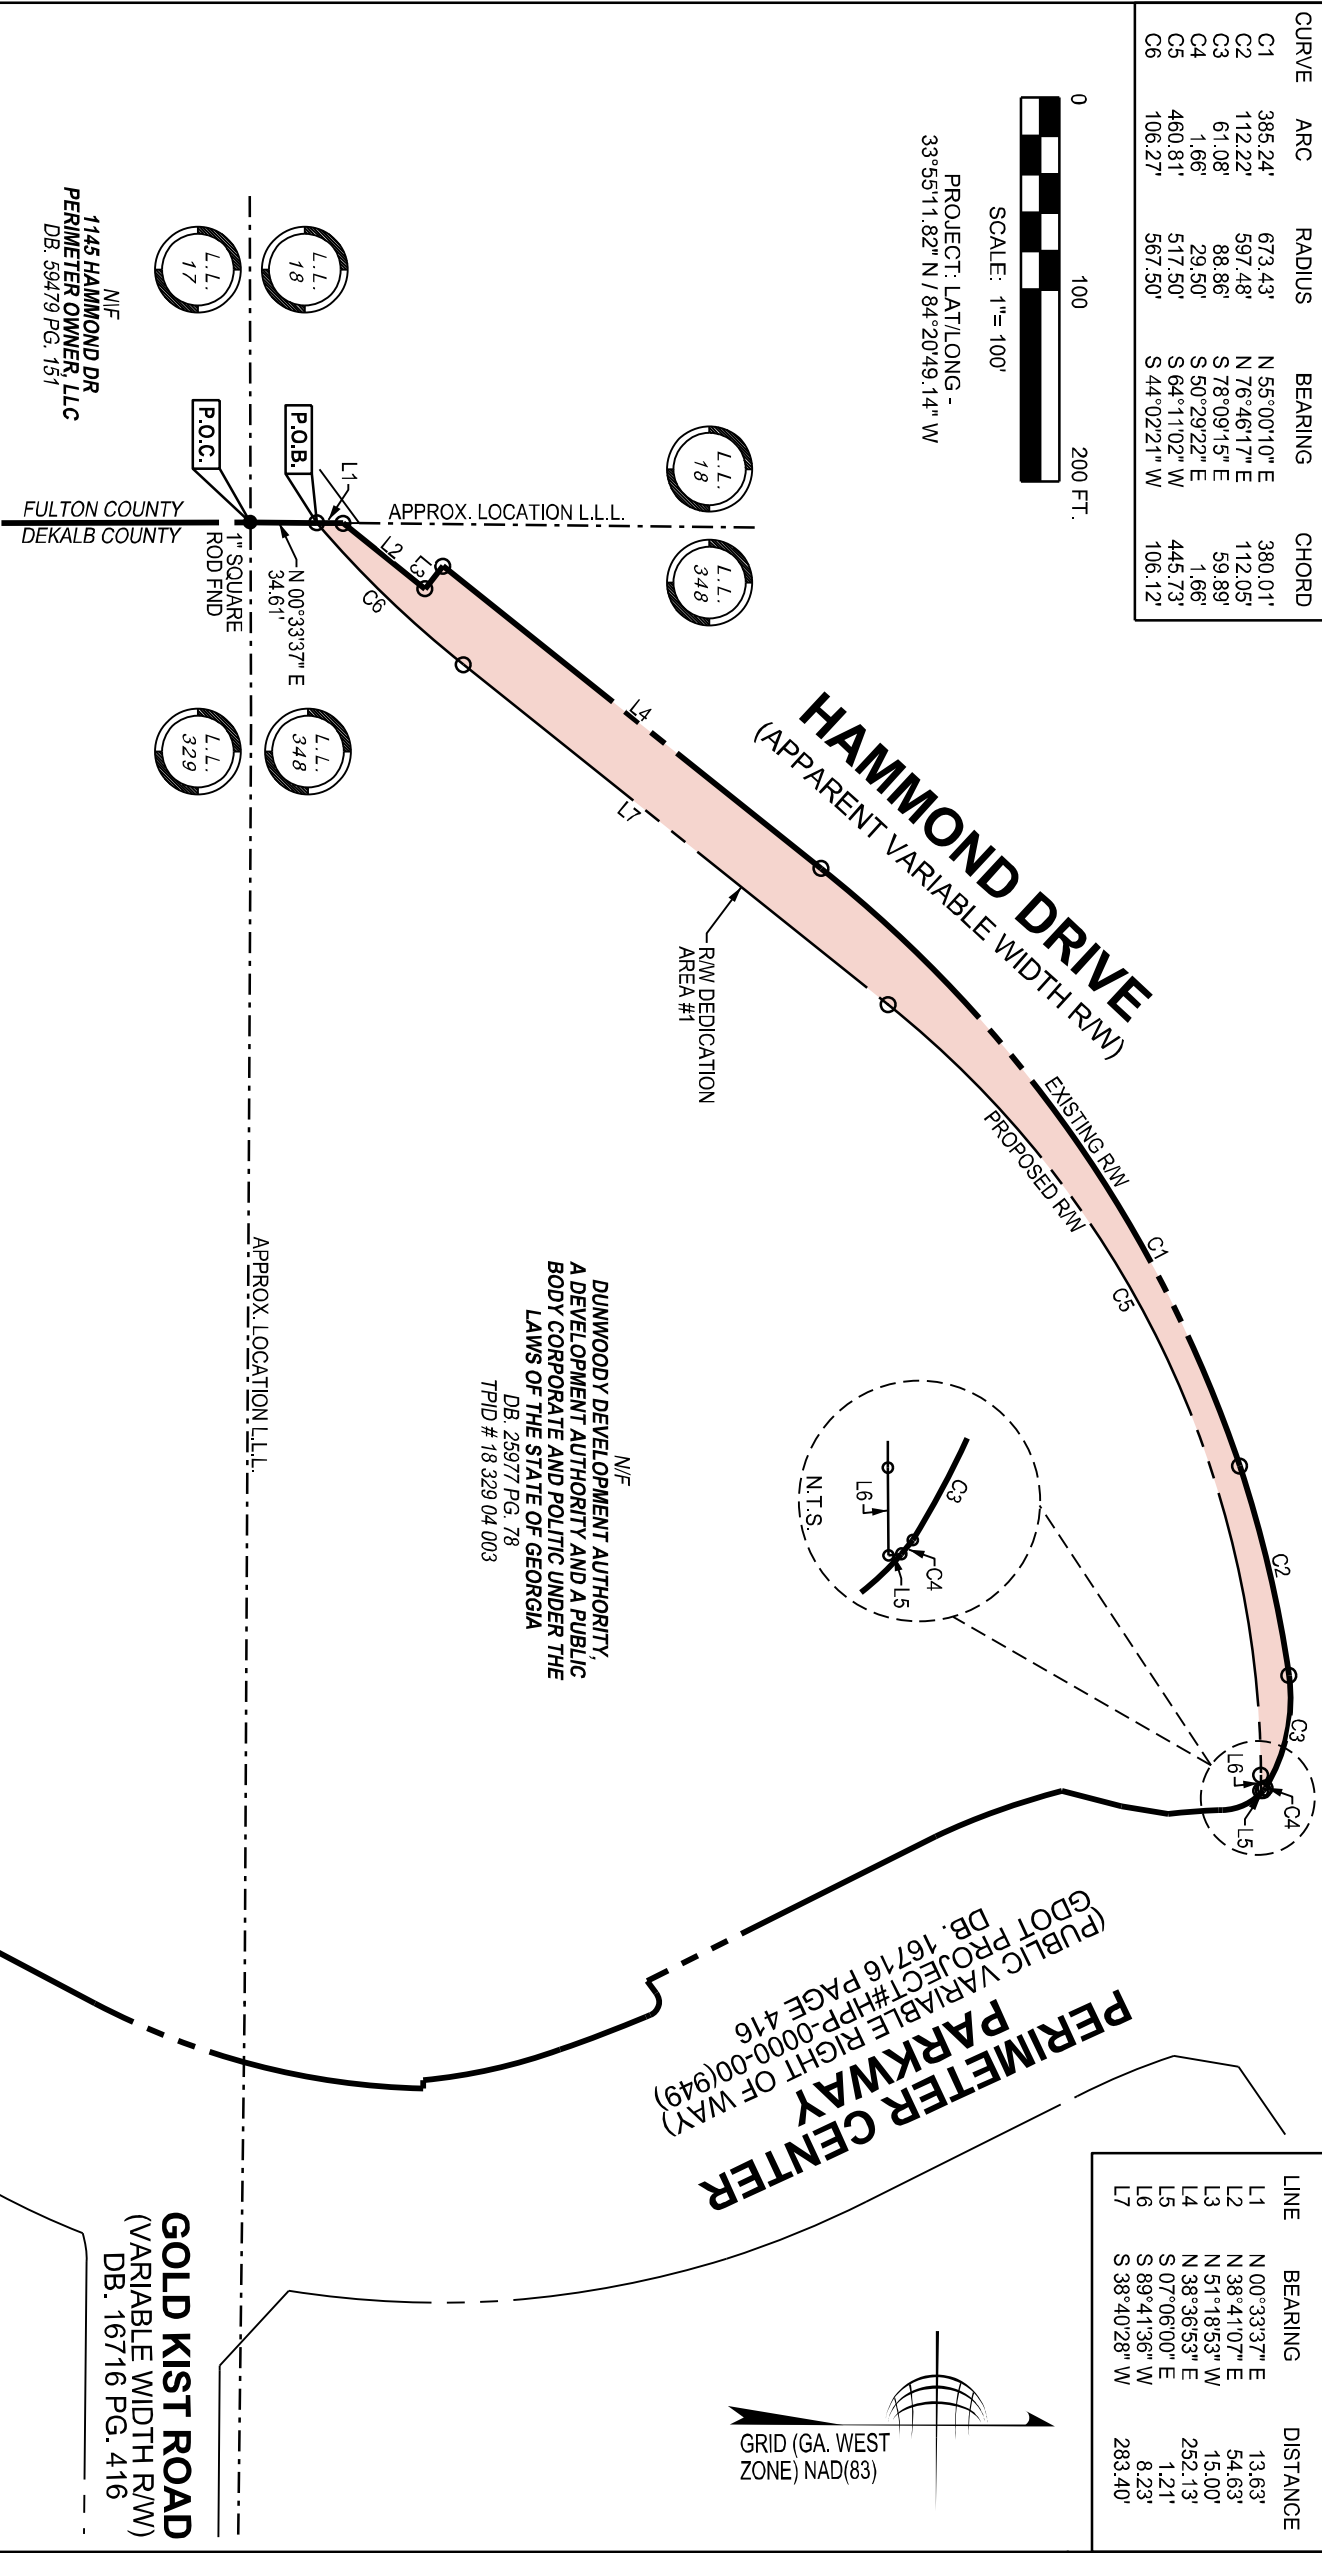 CURVE ARC RADIUS BEARING CHORD
C1 385.24' 673.43' N 55°00'10" E 380.01'
C2 112.22' 597.48' N 76°46'17" E 112.05'
C3 61.08' 88.86' S 78°09'15" E 59.89'
C4 1.66' 29.50' S 50°29'22" E 1.66'
C5 460.81' 517.50' S 64°11'02" W 445.73'
C6 106.27' 567.50' S 44°02'21" W 106.12'
0 100 200 FT.
SCALE: 1"= 100'
PROJECT: LAT/LONG -
33°55'11.82" N / 84°20'49.14" W
LINE BEARING DISTANCE
L1 N 00°33'37" E 13.63'
L2 N 38°41'07" E 54.63'
L3 N 51°18'53" W 15.00'
L4 N 38°36'53" E 252.13'
L5 S 07°06'00" E 1.21'
L6 S 89°41'36" W 8.23'
L7 S 38°40'28" W 283.40'
HAMMOND DRIVE
(APPARENT VARIABLE WIDTH R/W)
EXISTING R/W
PROPOSED R/W
C1
C5
C2
C3
C4
L5
L6
C3
C4
L5
L6
N.T.S.
L4
L7
R/W DEDICATION
AREA #1
L.L.
18
L.L.
348
APPROX. LOCATION L.L.L.
L1
L2
L3
C6
P.O.B.
P.O.C.
L.L.
18
L.L.
17
N/F
1145 HAMMOND DR
PERIMETER OWNER, LLC
DB. 59479 PG. 151
FULTON COUNTY
DEKALB COUNTY
N 00°33'37" E
34.61'
1" SQUARE
ROD FND
L.L.
348
L.L.
329
APPROX. LOCATION L.L.L.
N/F
DUNWOODY DEVELOPMENT AUTHORITY,
A DEVELOPMENT AUTHORITY AND A PUBLIC
BODY CORPORATE AND POLITIC UNDER THE
LAWS OF THE STATE OF GEORGIA
DB. 25977 PG. 78
TPID # 18 329 04 003
PERIMETER CENTER
PARKWAY
(PUBLIC VARIABLE RIGHT OF WAY)
GDOT PROJECT#HPP-0000-00(949)
DB. 16716 PAGE 416
GRID (GA. WEST
ZONE) NAD(83)
GOLD KIST ROAD
(VARIABLE WIDTH R/W)
DB. 16716 PG. 416